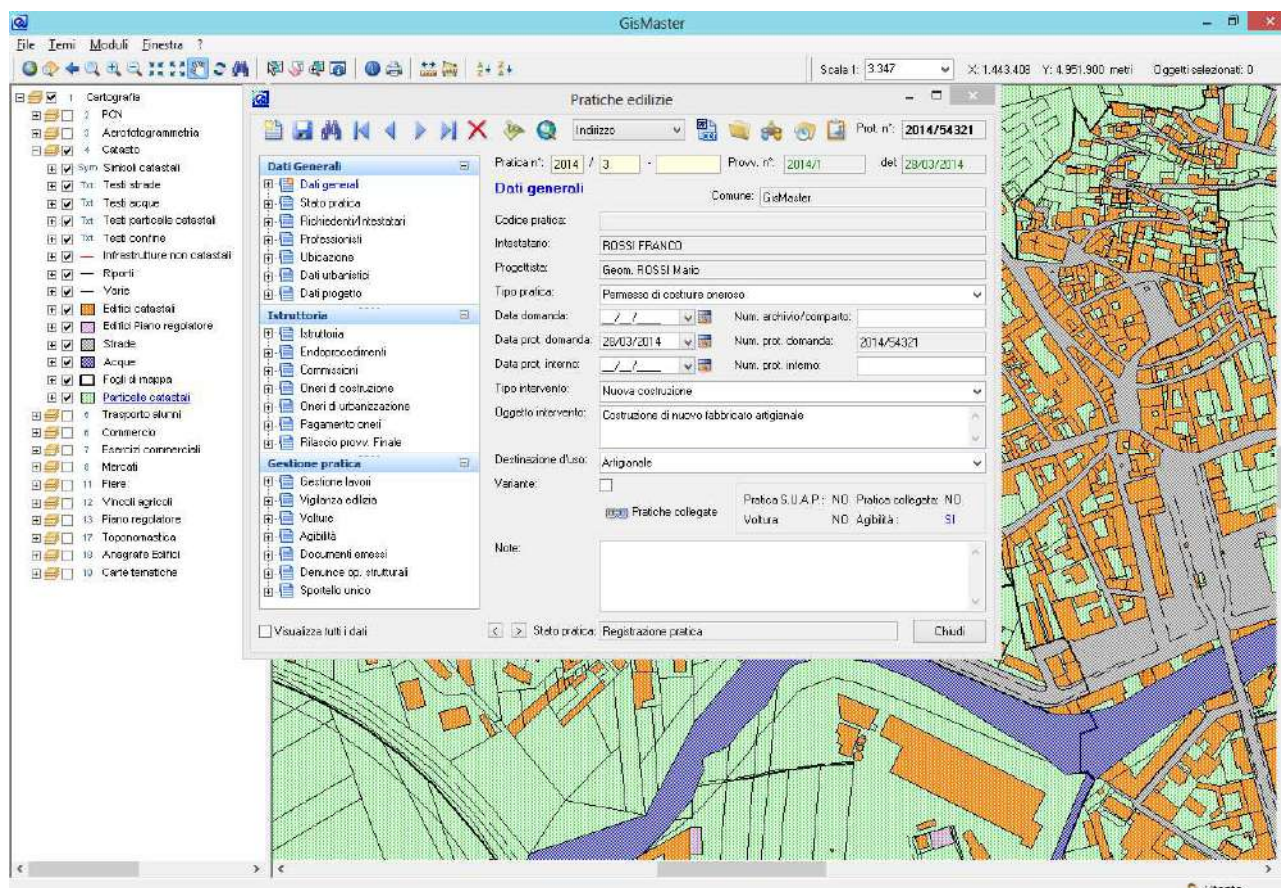 GisMaster
File Temi Moduli Finestra ?
Scala 1: 3.347 X: 1.443.408 Y: 4.951.900 metri Oggetti selezionati: 0
1 Cartografia
2 PCN
3 Aerofotogrammetria
4 Catasto
Sym Simboli catastali
Txt Testi strade
Txt Testi acque
Txt Testi particelle catastali
Txt Testi confine
Infrastrutture non catastali
Riporti
Varie
Edifici catastali
Edifici Piano regolatore
Strade
Acque
Fogli di mappa
Particelle catastali
Trasporto alunni
6 Commercio
7 Esercizi commerciali
8 Mercati
11 Fiere
12 Vincoli agricoli
13 Piano regolatore
17 Toponomastica
18 Anagrafe Edifici
19 Carte tematiche
Pratiche edilizie
Indirizzo Prot. n°: 2014/54321
Dati Generali
Dati generali
Stato pratica
Richiedenti/Intestatari
Professionisti
Ubicazione
Dati urbanistici
Dati progetto
Istruttoria
Istruttoria
Endoprocedimenti
Commissioni
Oneri di costruzione
Oneri di urbanizzazione
Pagamento oneri
Rilascio provv. Finale
Gestione pratica
Gestione lavori
Vigilanza edilizia
Volture
Agibilità
Documenti emessi
Denunce op. strutturali
Sportello unico
Visualizza tutti i dati
Pratica n°: 2014 / 3 - Provv. n°: 2014/1 del: 28/03/2014
Dati generali Comune: GisMaster
Codice pratica:
Intestatario: ROSSI FRANCO
Progettista: Geom. ROSSI Mario
Tipo pratica: Permesso di costruire oneroso
Data domanda: _/_/___ Num. archivio/comparto:
Data prot. domanda: 28/03/2014 Num. prot. domanda: 2014/54321
Data prot. interno: _/_/___ Num. prot. interno:
Tipo intervento: Nuova costruzione
Oggetto intervento: Costruzione di nuovo fabbricato artigianale
Destinazione d'uso: Artigianale
Variante:
Pratiche collegate
Pratica S.U.A.P.: NO Pratica collegata: NO
Voltura NO Agibilità : SI
Note:
< > Stato pratica: Registrazione pratica Chiudi
Utente